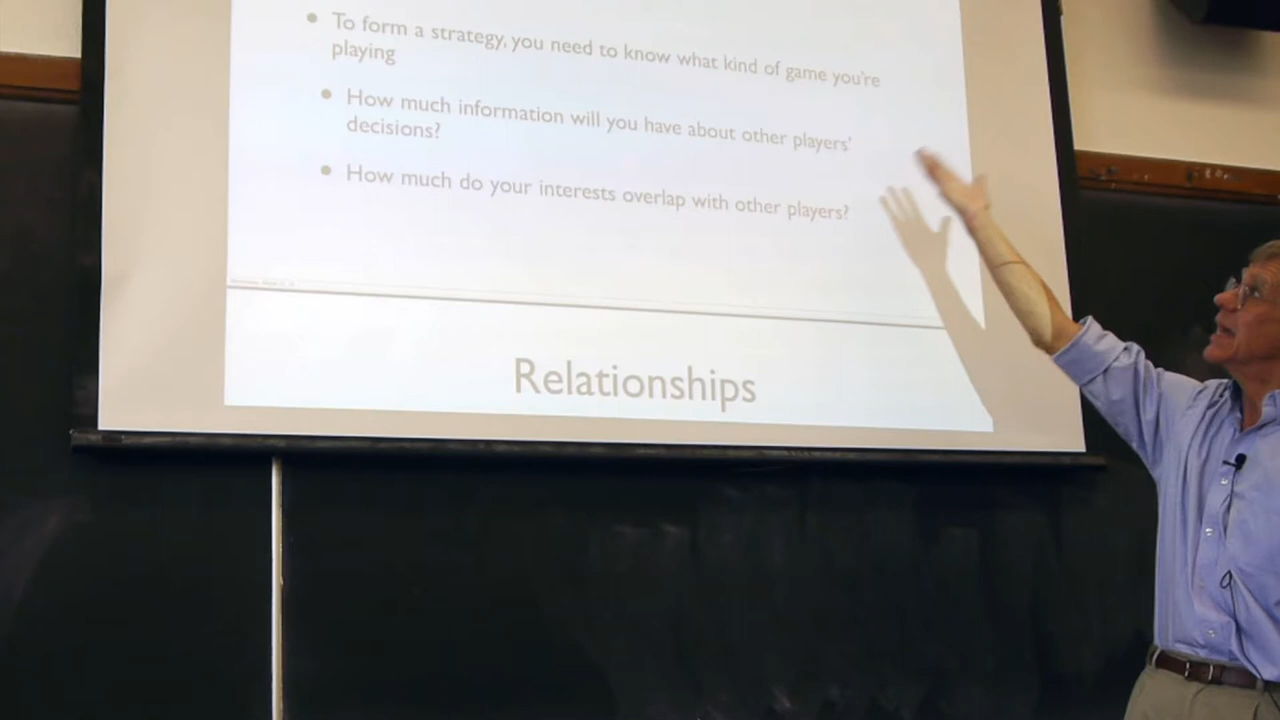 To form a strategy, you need to know what kind of game you're
playing
How much information will you have about other players'
decisions?
How much do your interests overlap with other players?
Relationships